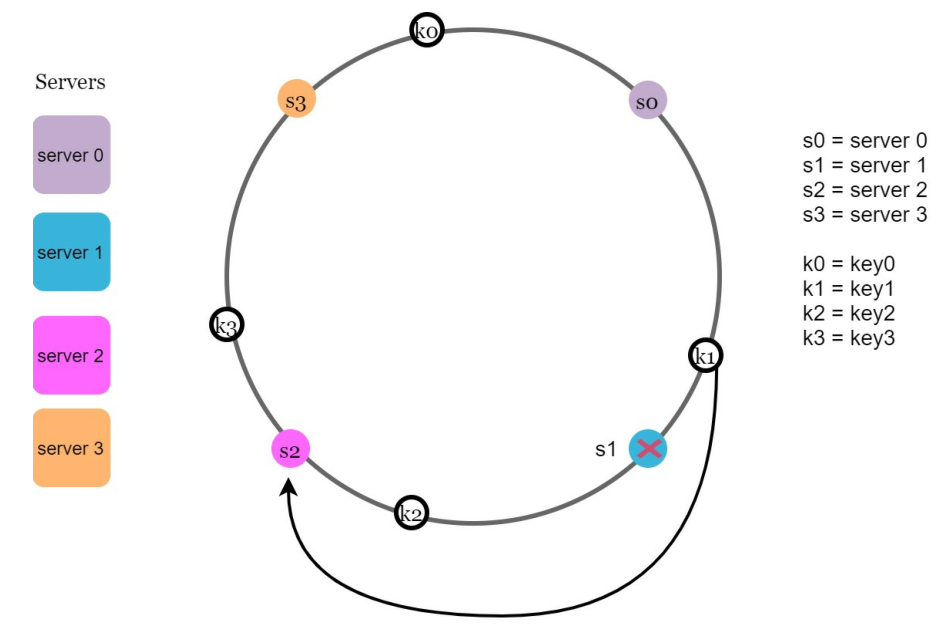 Servers
server 0
server 1
server 2
server 3
k0
s0
s3
k3
k1
s2
s1
k2
s0 = server 0
s1 = server 1
s2 = server 2
s3 = server 3
k0 = key0
k1 = key1
k2 = key2
k3 = key3